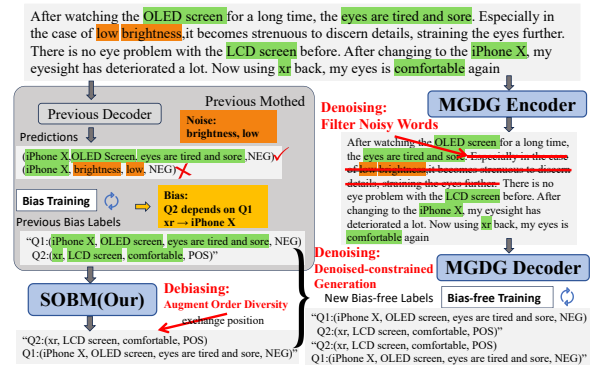 After watching the OLED screen for a long time, the eyes are tired and sore. Especially in
the case of low brightness,it becomes strenuous to discern details, straining the eyes further.
There is no eye problem with the LCD screen before. After changing to the iPhone X, my
eyesight has deteriorated a lot. Now using xr back, my eyes is comfortable again
Previous Mothed
Previous Decoder
Noise:
brightness, low
Predictions
(iPhone X,OLED Screen, eyes are tired and sore ,NEG)
(iPhone X, brightness, low, NEG)
Bias Training
Bias:
Q2 depends on Q1
xr → iPhone X
Previous Bias Labels
“Q1:(iPhone X, OLED screen, eyes are tired and sore, NEG)
Q2:(xr, LCD screen, comfortable, POS)”
SOBM(Our)
Debiasing:
Augment Order Diversity
exchange position
“Q2:(xr, LCD screen, comfortable, POS)
Q1:(iPhone X, OLED screen, eyes are tired and sore, NEG)”
MGDG Encoder
Denoising:
Filter Noisy Words
After watching the OLED screen for a long time,
the eyes are tired and sore. Especially in the case
of low brightness,it becomes strenuous to discern
details, straining the eyes further. There is no eye
problem with the LCD screen before. After
changing to the iPhone X, my eyesight has
deteriorated a lot. Now using xr back, my eyes is
comfortable again
Denoising:
Denoised-constrained
Generation
MGDG Decoder
New Bias-free Labels
Bias-free Training
“Q1:(iPhone X, OLED screen, eyes are tired and sore, NEG)
Q2:(xr, LCD screen, comfortable, POS)
“Q2:(xr, LCD screen, comfortable, POS)
Q1:(iPhone X, OLED screen, eyes are tired and sore, NEG)”